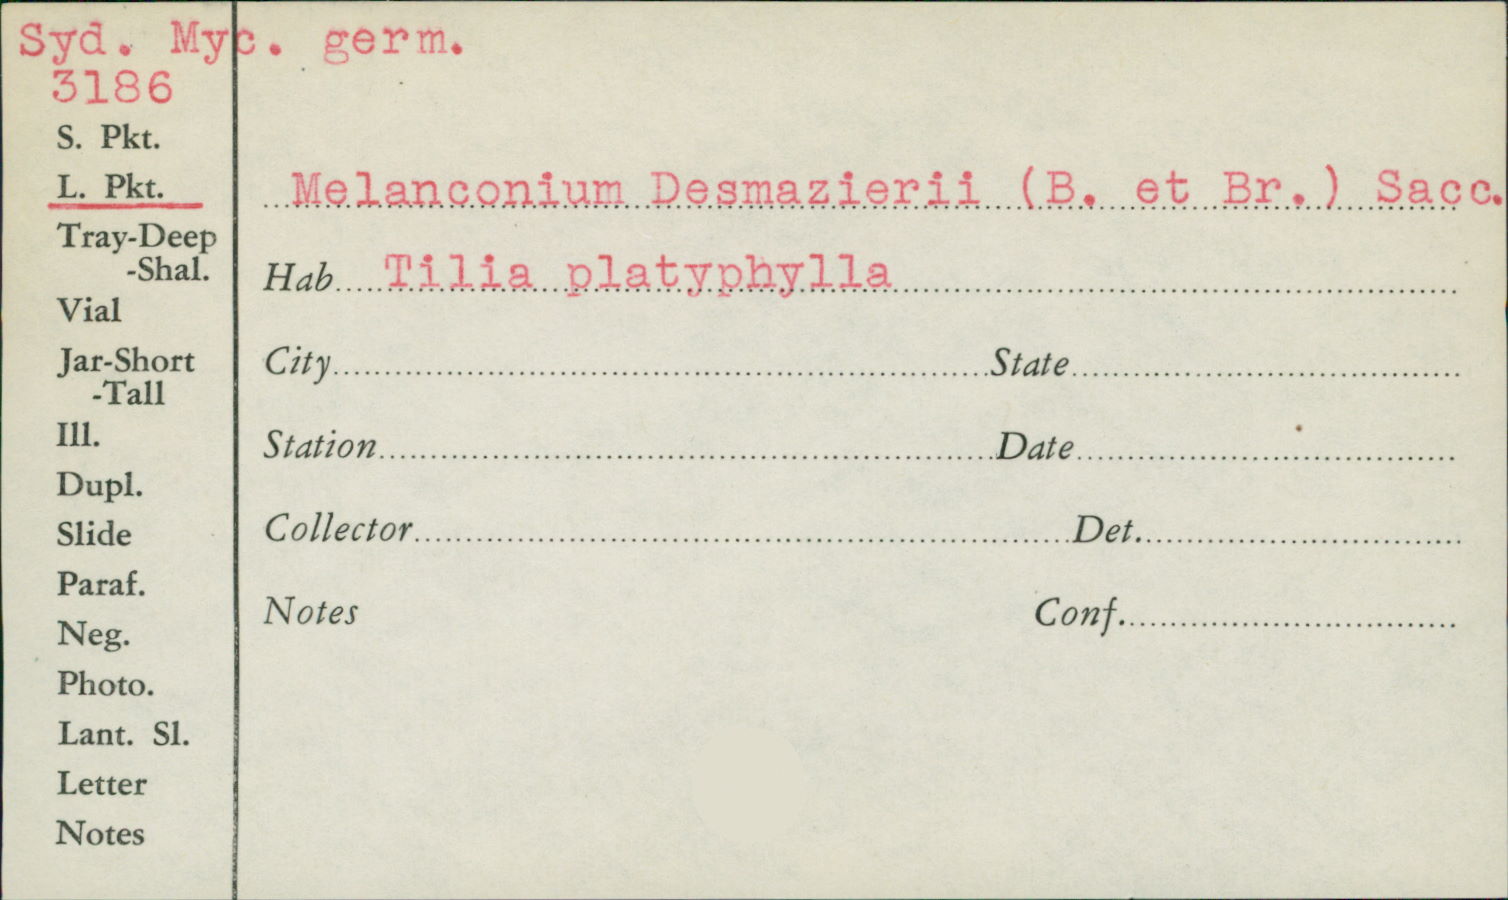 Syd. Myc. germ.
3186
S. Pkt.
L. Pkt.
Tray-Deep
-Shal.
Vial
Jar-Short
-Tall
Ill.
Dupl.
Slide
Paraf.
Neg.
Photo.
Lant. Sl.
Letter
Notes
Melanconium Desmazierii (B. et Br.) Sacc.
Hab Tilia platyphylla
City State
Station Date
Collector Det.
Notes Conf.